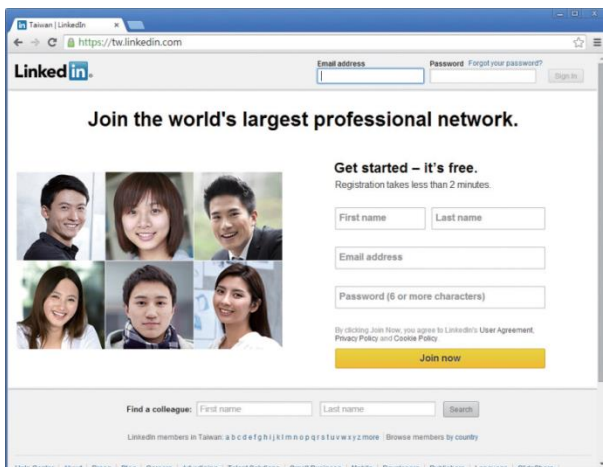 Taiwan | LinkedIn
https://tw.linkedin.com
Linked in.
Email address
Password Forgot your password?
Sign In
Join the world's largest professional network.
Get started – it's free.
Registration takes less than 2 minutes.
First name
Last name
Email address
Password (6 or more characters)
By clicking Join Now, you agree to LinkedIn's User Agreement,
Privacy Policy and Cookie Policy
Join now
Find a colleague: First name Last name Search
LinkedIn members in Taiwan: a b c d e f g h i j k l m n o p q r s t u v w x y z more | Browse members by country